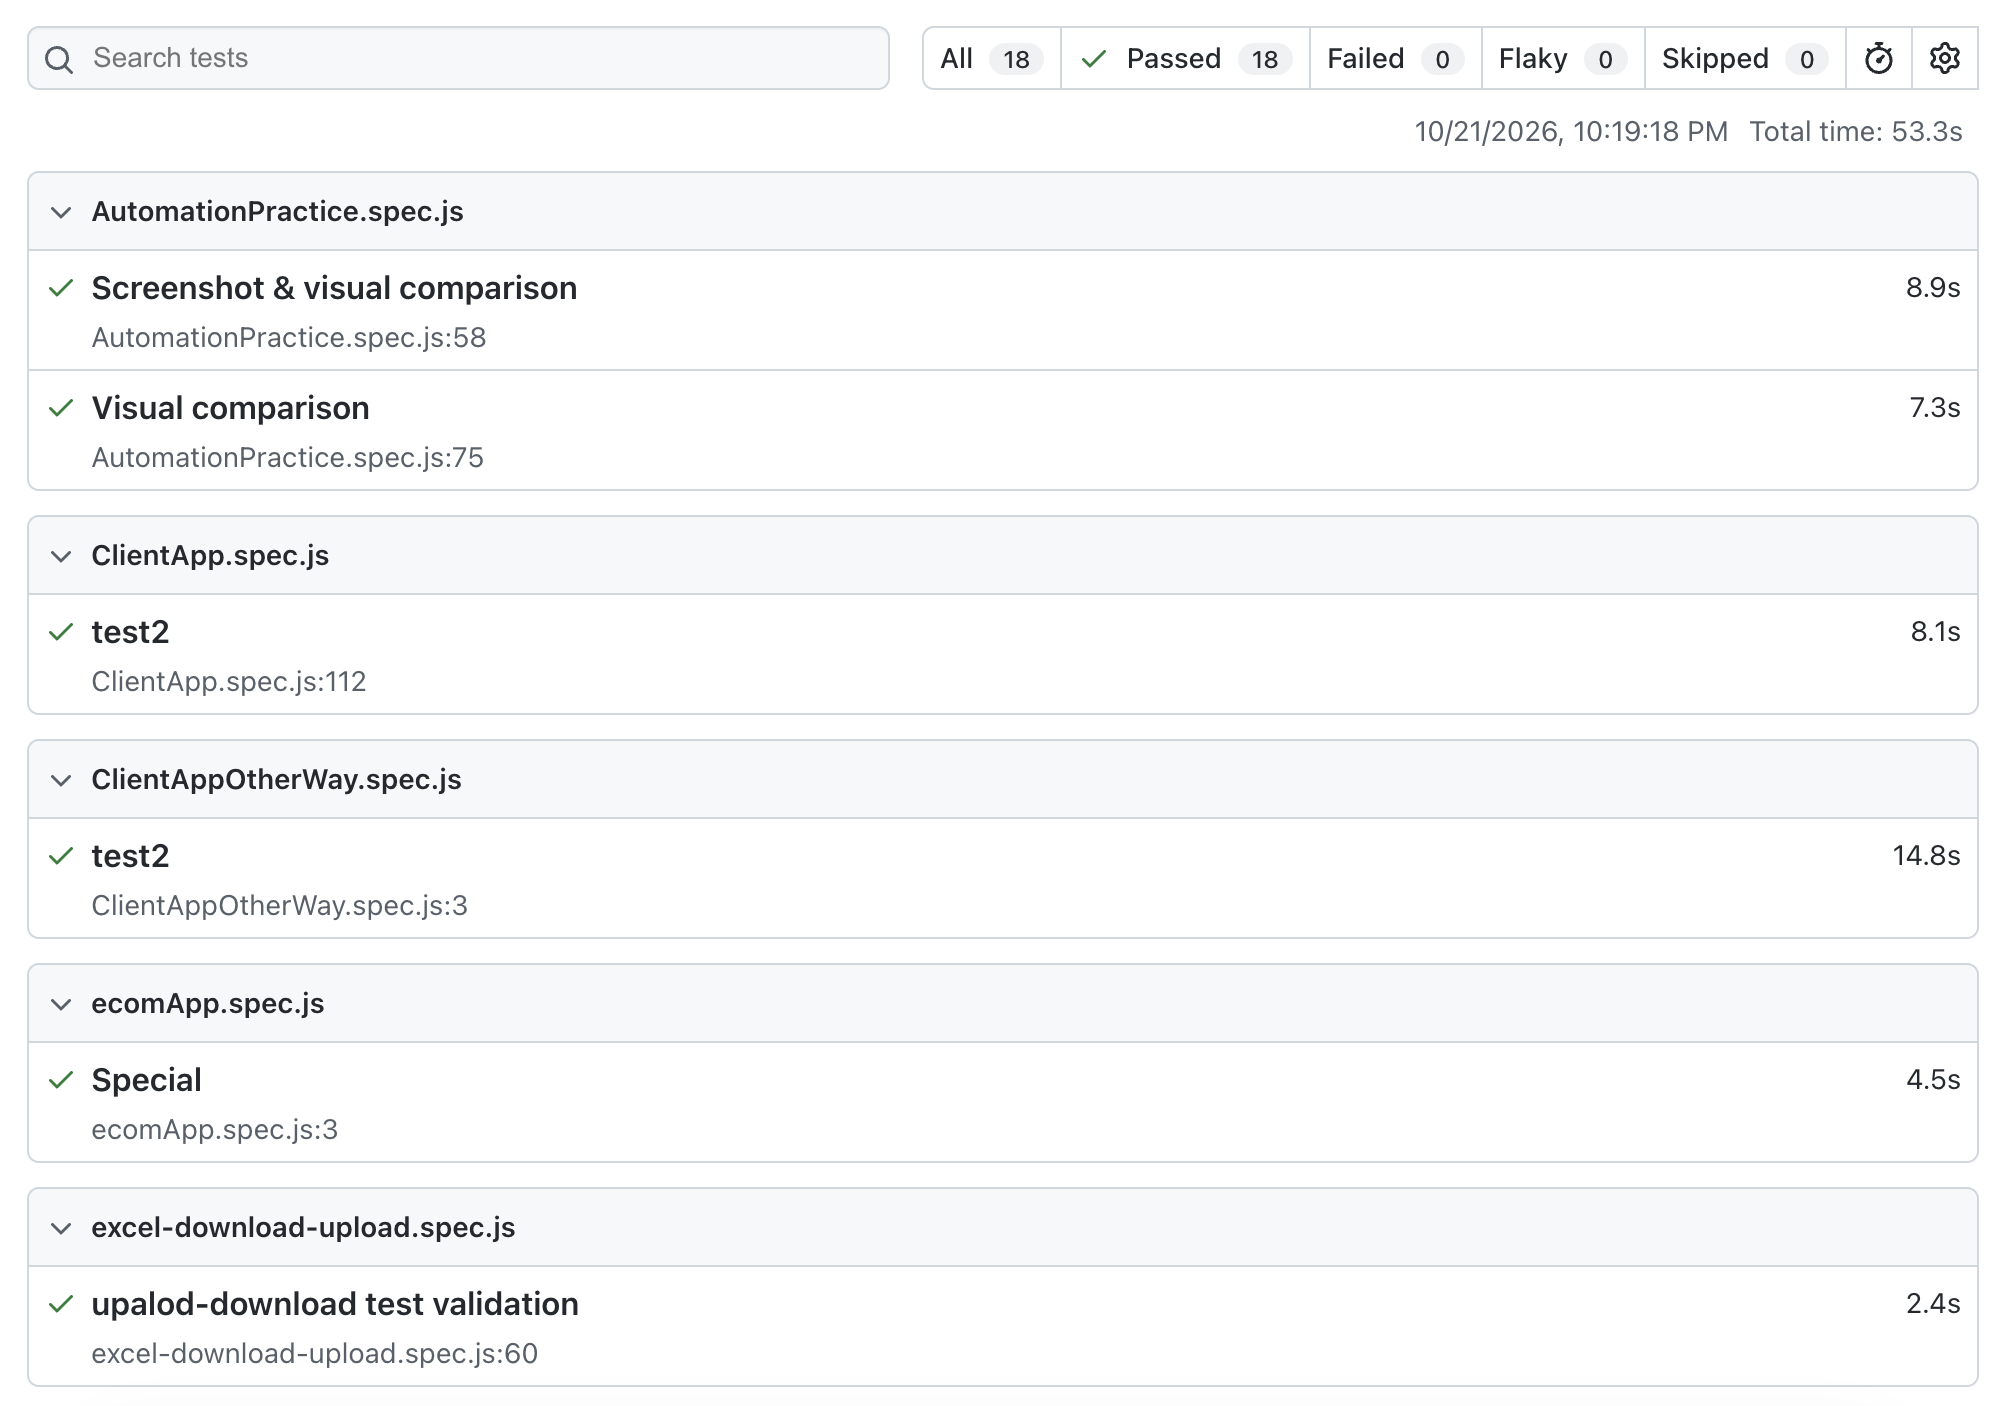 Search tests
All 18 Passed 18 Failed 0 Flaky 0 Skipped 0
10/21/2026, 10:19:18 PM Total time: 53.3s
AutomationPractice.spec.js
Screenshot & visual comparison 8.9s
AutomationPractice.spec.js:58
Visual comparison 7.3s
AutomationPractice.spec.js:75
ClientApp.spec.js
test2 8.1s
ClientApp.spec.js:112
ClientAppOtherWay.spec.js
test2 14.8s
ClientAppOtherWay.spec.js:3
ecomApp.spec.js
Special 4.5s
ecomApp.spec.js:3
excel-download-upload.spec.js
upalod-download test validation 2.4s
excel-download-upload.spec.js:60